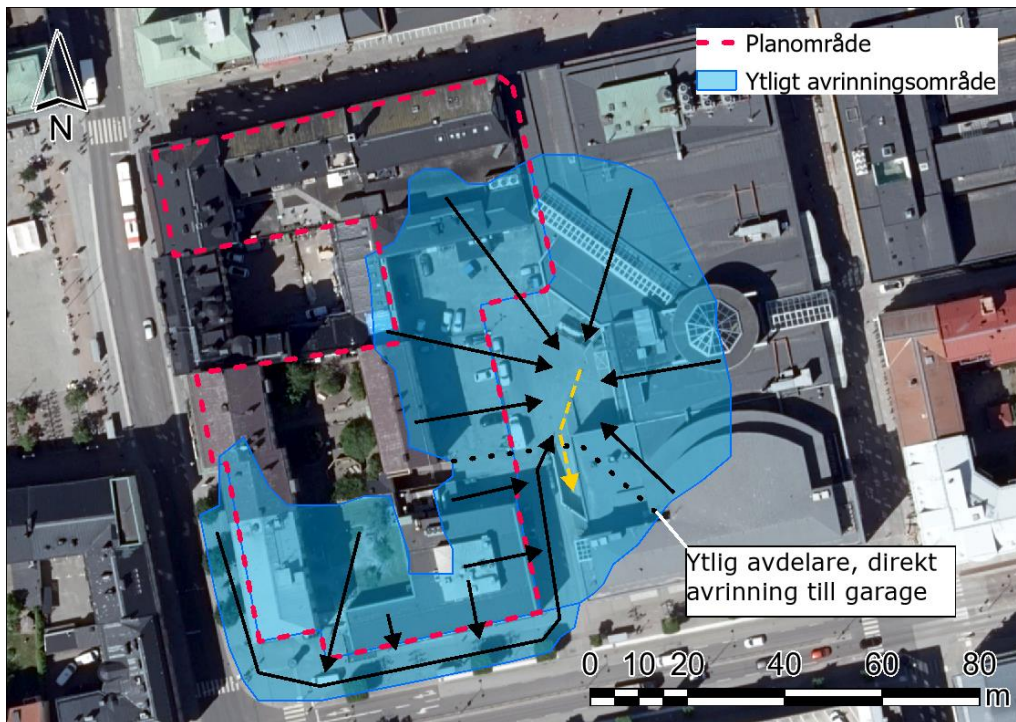 Planområde
Ytligt avrinningsområde
N
Ytlig avdelare, direkt
avrinning till garage
0 10 20 40 60 80
m